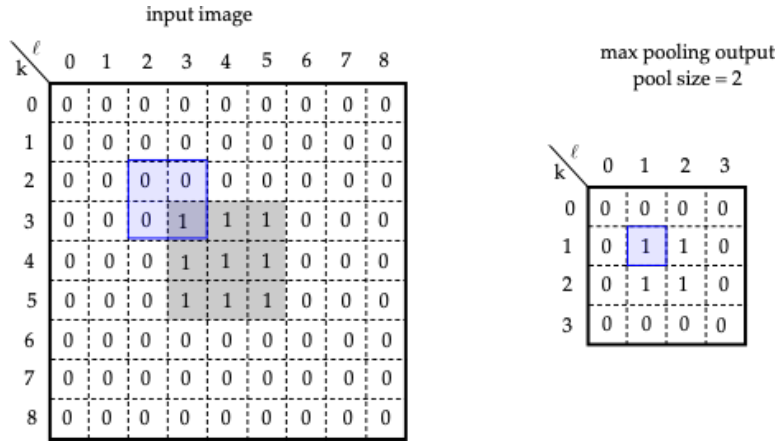 input image
ℓ
k
0 1 2 3 4 5 6 7 8
0 0 0 0 0 0 0 0 0 0
1 0 0 0 0 0 0 0 0 0
2 0 0 0 0 0 0 0 0 0
3 0 0 0 1 1 1 0 0 0
4 0 0 0 1 1 1 0 0 0
5 0 0 0 1 1 1 0 0 0
6 0 0 0 0 0 0 0 0 0
7 0 0 0 0 0 0 0 0 0
8 0 0 0 0 0 0 0 0 0
max pooling output
pool size = 2
ℓ
k
0 1 2 3
0 0 0 0 0
1 0 1 1 0
2 0 1 1 0
3 0 0 0 0